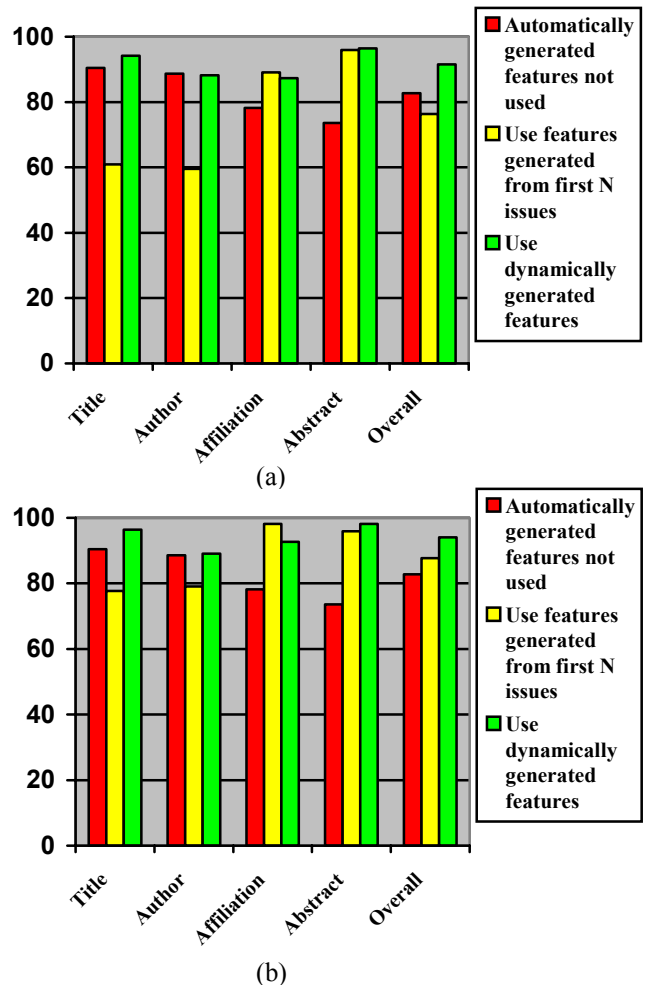 100
80
60
40
20
0
Title
Author
Affiliation
Abstract
Overall
Automatically
generated
features not
used
Use features
generated
from first N
issues
Use
dynamically
generated
features
(a)
100
80
60
40
20
0
Title
Author
Affiliation
Abstract
Overall
Automatically
generated
features not
used
Use features
generated
from first N
issues
Use
dynamically
generated
features
(b)